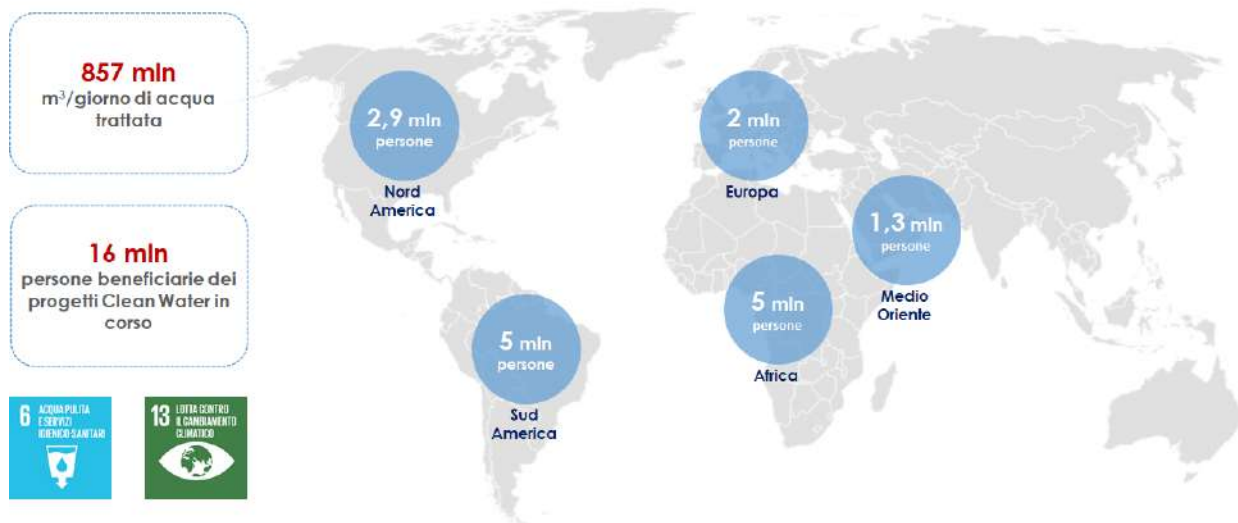 857 mln
m³/giorno di acqua
trattata
16 mln
persone beneficiarie dei
progetti Clean Water in
corso
6 ACQUA PULITA
E SERVIZI
IGIENICO-SANITARI
13 LOTTA CONTRO
IL CAMBIAMENTO
CLIMATICO
2,9 mln
persone
Nord
America
2 mln
persone
Europa
1,3 mln
persone
Medio
Oriente
5 mln
persone
Africa
5 mln
persone
Sud
America